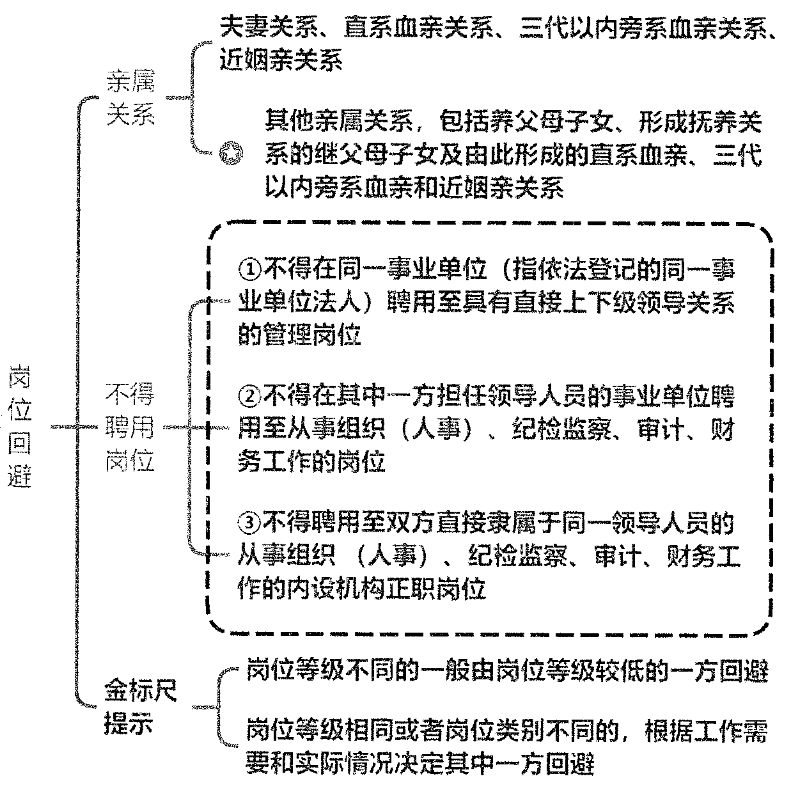 岗位回避
亲属
关系
夫妻关系、直系血亲关系、三代以内旁系血亲关系、
近姻亲关系
其他亲属关系，包括养父母子女、形成抚养关
系的继父母子女及由此形成的直系血亲、三代
以内旁系血亲和近姻亲关系
不得
聘用
岗位
①不得在同一事业单位（指依法登记的同一事
业单位法人）聘用至具有直接上下级领导关系
的管理岗位
②不得在其中一方担任领导人员的事业单位聘
用至从事组织（人事）、纪检监察、审计、财
务工作的岗位
③不得聘用至双方直接隶属于同一领导人员的
从事组织 （人事）、纪检监察、审计、财务工
作的内设机构正职岗位
金标尺
提示
岗位等级不同的一般由岗位等级较低的一方回避
岗位等级相同或者岗位类别不同的，根据工作需
要和实际情况决定其中一方回避